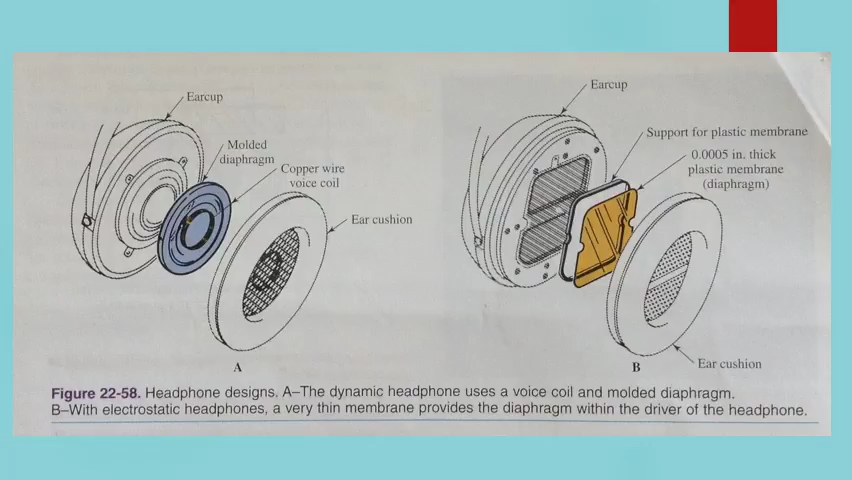 Earcup
Molded
diaphragm
Copper wire
voice coil
Ear cushion
A
Earcup
Support for plastic membrane
0.0005 in. thick
plastic membrane
(diaphragm)
Ear cushion
B
Figure 22-58. Headphone designs. A–The dynamic headphone uses a voice coil and molded diaphragm.
B–With electrostatic headphones, a very thin membrane provides the diaphragm within the driver of the headphone.